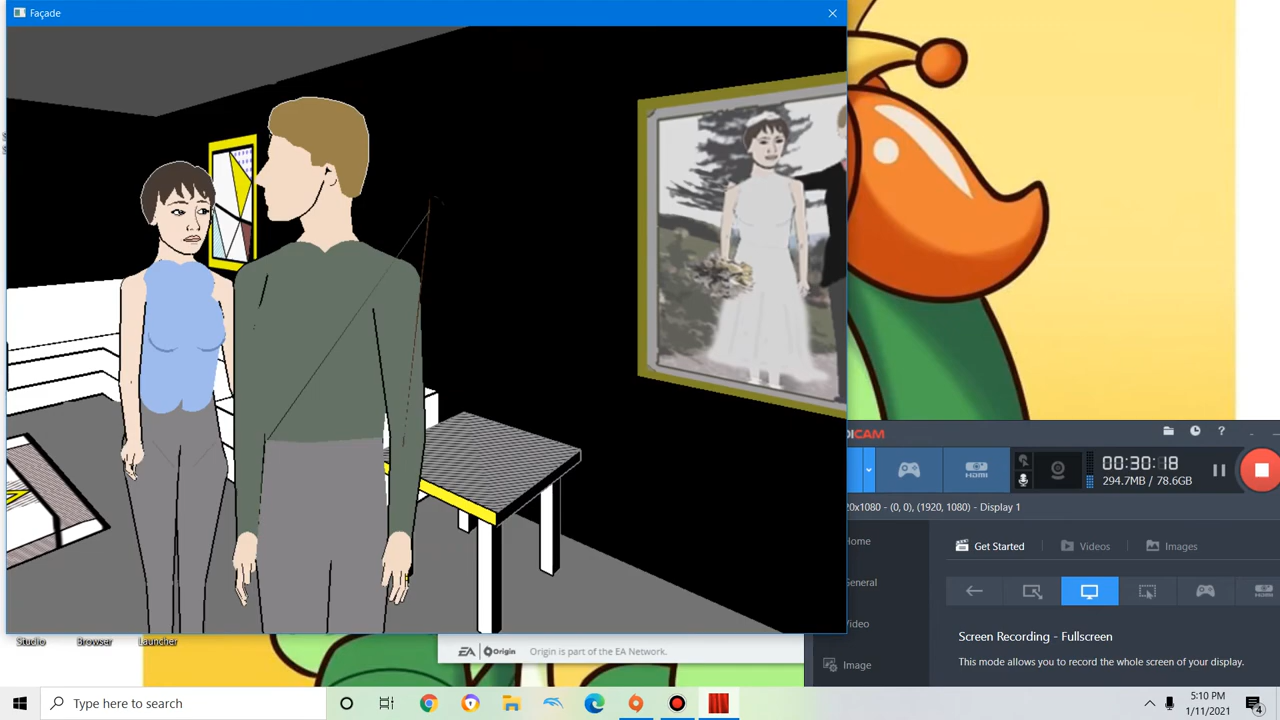 Façade
DICAM
00:30:18
294.7MB / 78.6GB
20x1080 - (0, 0), (1920, 1080) - Display 1
Home
General
Video
Image
Get Started
Videos
Images
HDMI
Screen Recording - Fullscreen
This mode allows you to record the whole screen of your display.
Studio
Browser
Launcher
EA
Origin
Origin is part of the EA Network.
Type here to search
5:10 PM
1/11/2021
4